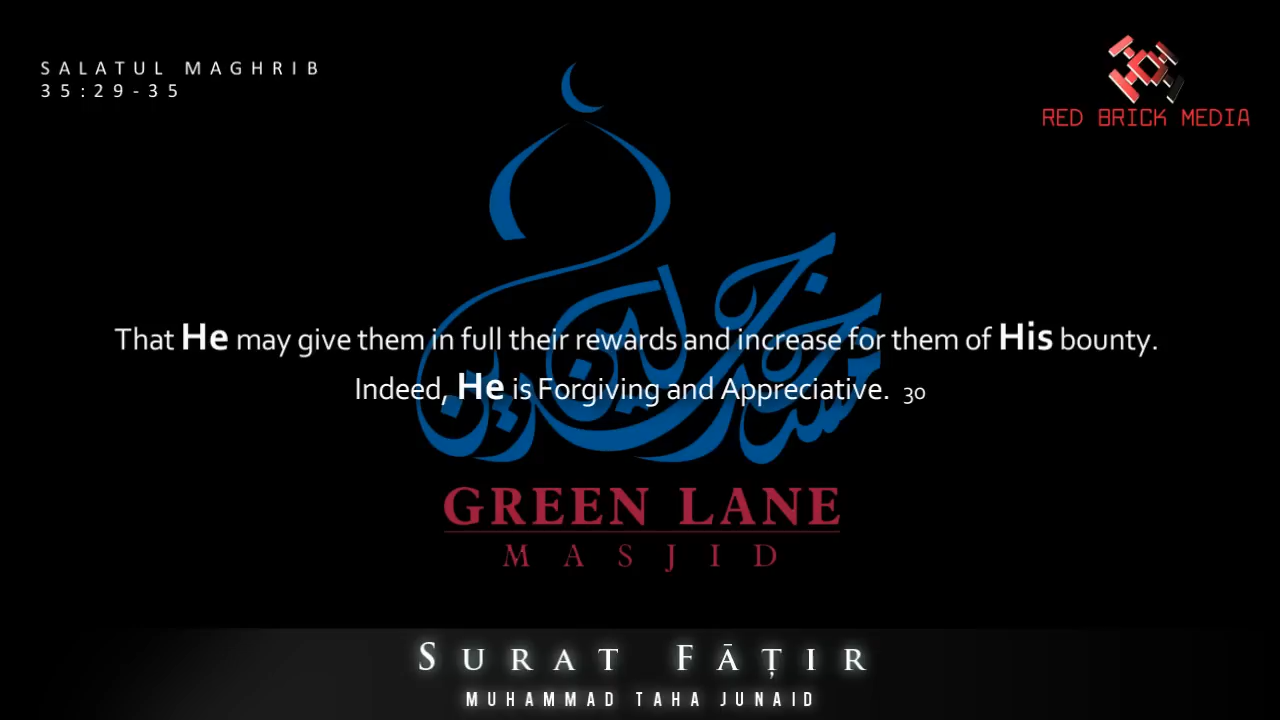 SALATUL MAGHRIB
35:29-35
RED BRICK MEDIA
That He may give them in full their rewards and increase for them of His bounty.
Indeed, He is Forgiving and Appreciative. 30
GREEN LANE
MASJID
SURAT FĀṬIR
MUHAMMAD TAHA JUNAID